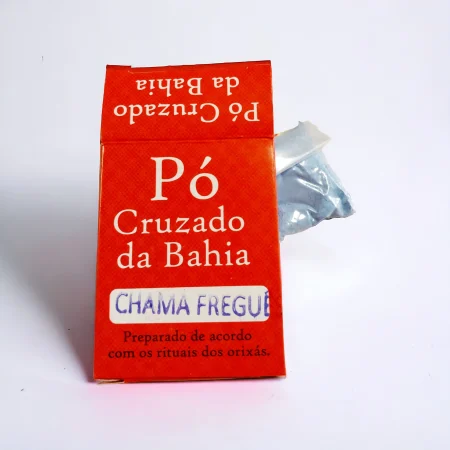 Pó Cruzado
da Bahia
Pó
Cruzado
da Bahia
CHAMA FREGUÊ
Preparado de acordo
com os rituais dos orixás.